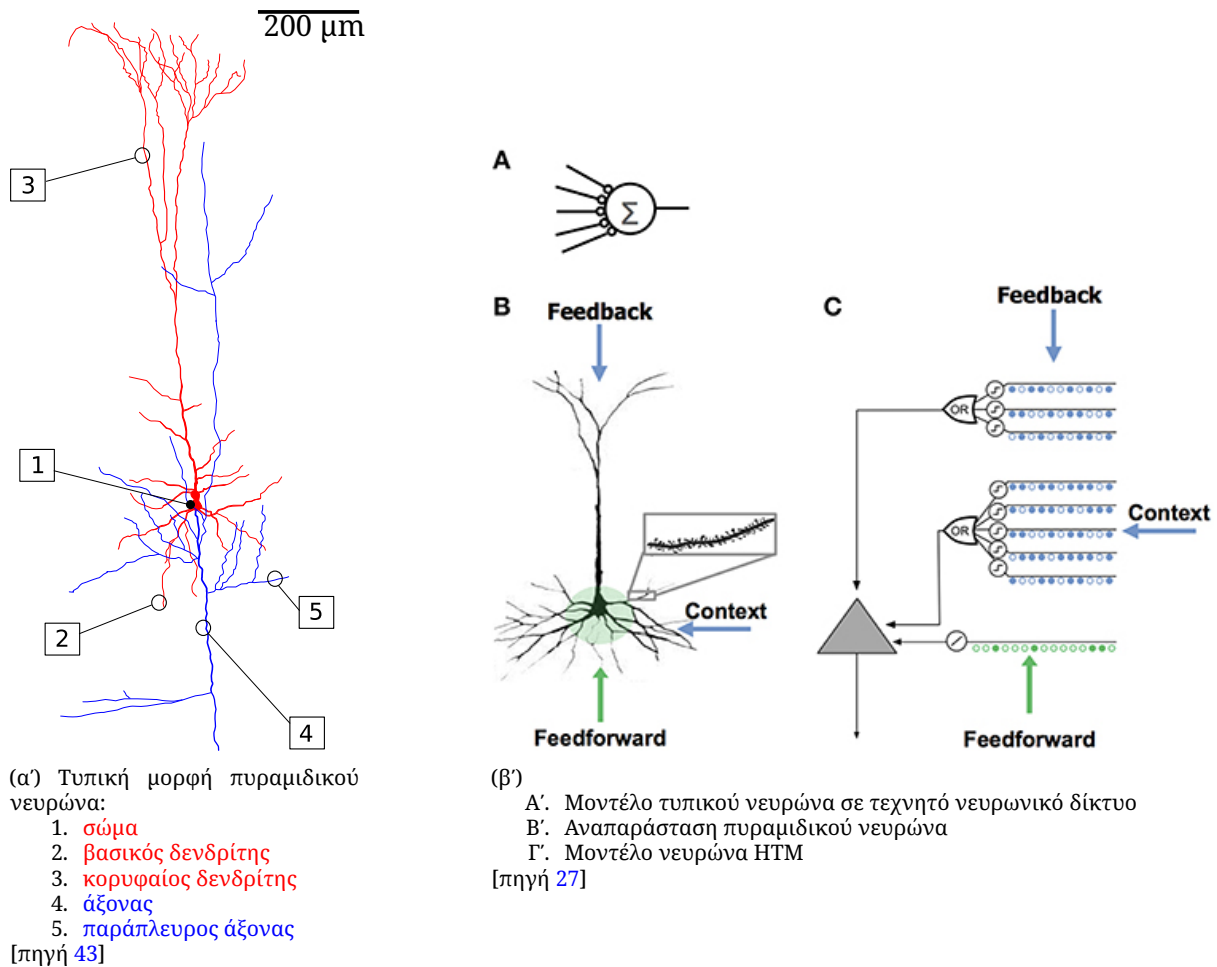 200 μm
3
1
2
5
4
(α′) Τυπική μορφή πυραμιδικού
νευρώνα:
1. σώμα
2. βασικός δενδρίτης
3. κορυφαίος δενδρίτης
4. άξονας
5. παράπλευρος άξονας
[πηγή 43]
A
Σ
B
Feedback
Context
Feedforward
C
Feedback
OR
OR
Context
Feedforward
(β′)
Α′. Μοντέλο τυπικού νευρώνα σε τεχνητό νευρωνικό δίκτυο
Β′. Αναπαράσταση πυραμιδικού νευρώνα
Γ′. Μοντέλο νευρώνα HTM
[πηγή 27]